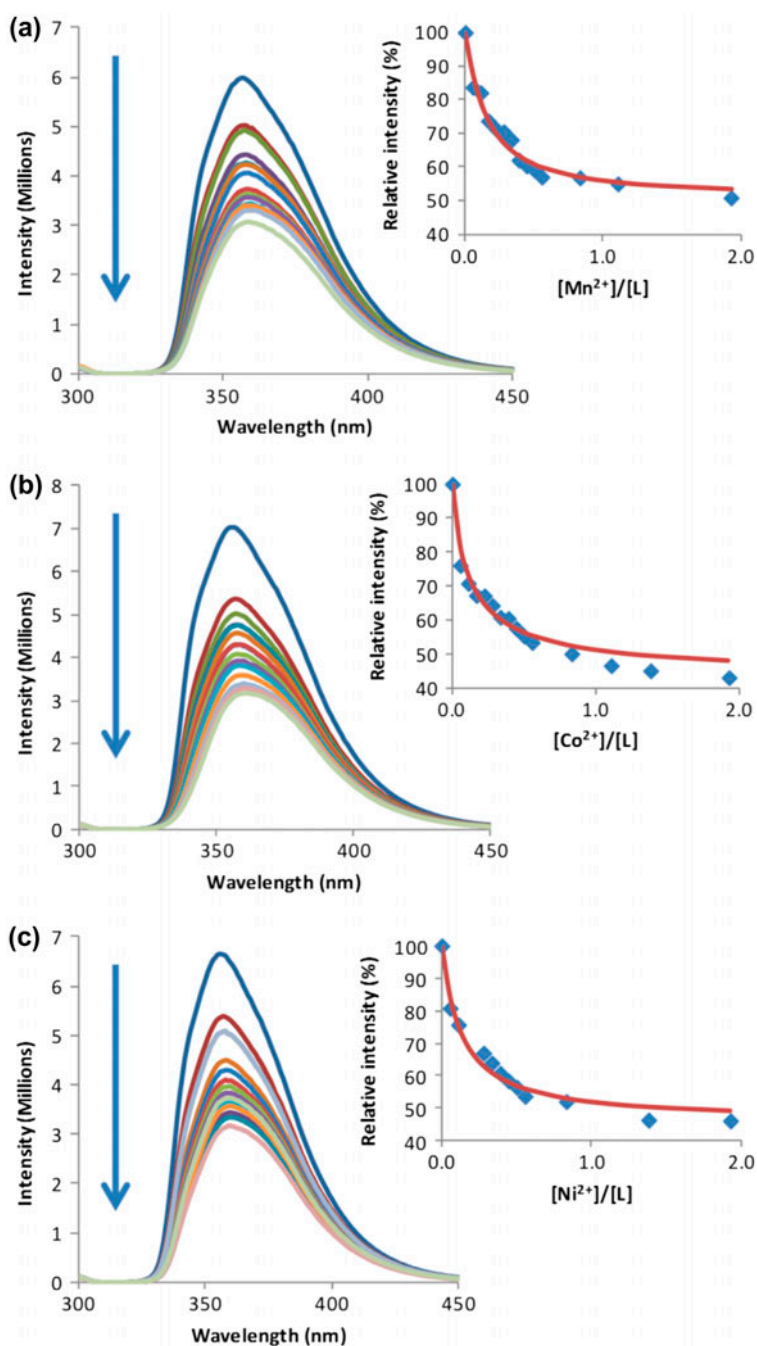 (a)
7
6
5
4
3
2
1
0
Intensity (Millions)
300 350 400 450
Wavelength (nm)
100
90
80
70
60
50
40
Relative intensity (%)
0.0 1.0 2.0
[Mn²⁺]/[L]
(b)
8
7
6
5
4
3
2
1
0
Intensity (Millions)
300 350 400 450
Wavelength (nm)
100
90
80
70
60
50
40
Relative intensity (%)
0.0 1.0 2.0
[Co²⁺]/[L]
(c)
7
6
5
4
3
2
1
0
Intensity (Millions)
300 350 400 450
Wavelength (nm)
100
90
80
70
60
50
40
Relative intensity (%)
0.0 1.0 2.0
[Ni²⁺]/[L]